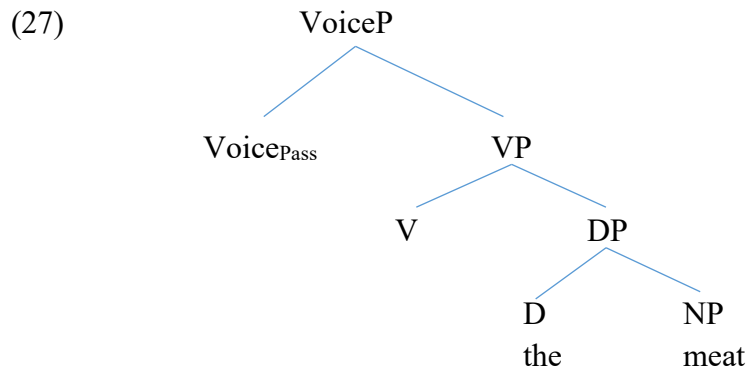 (27) VoiceP
VoicePass VP
V DP
D NP
the meat